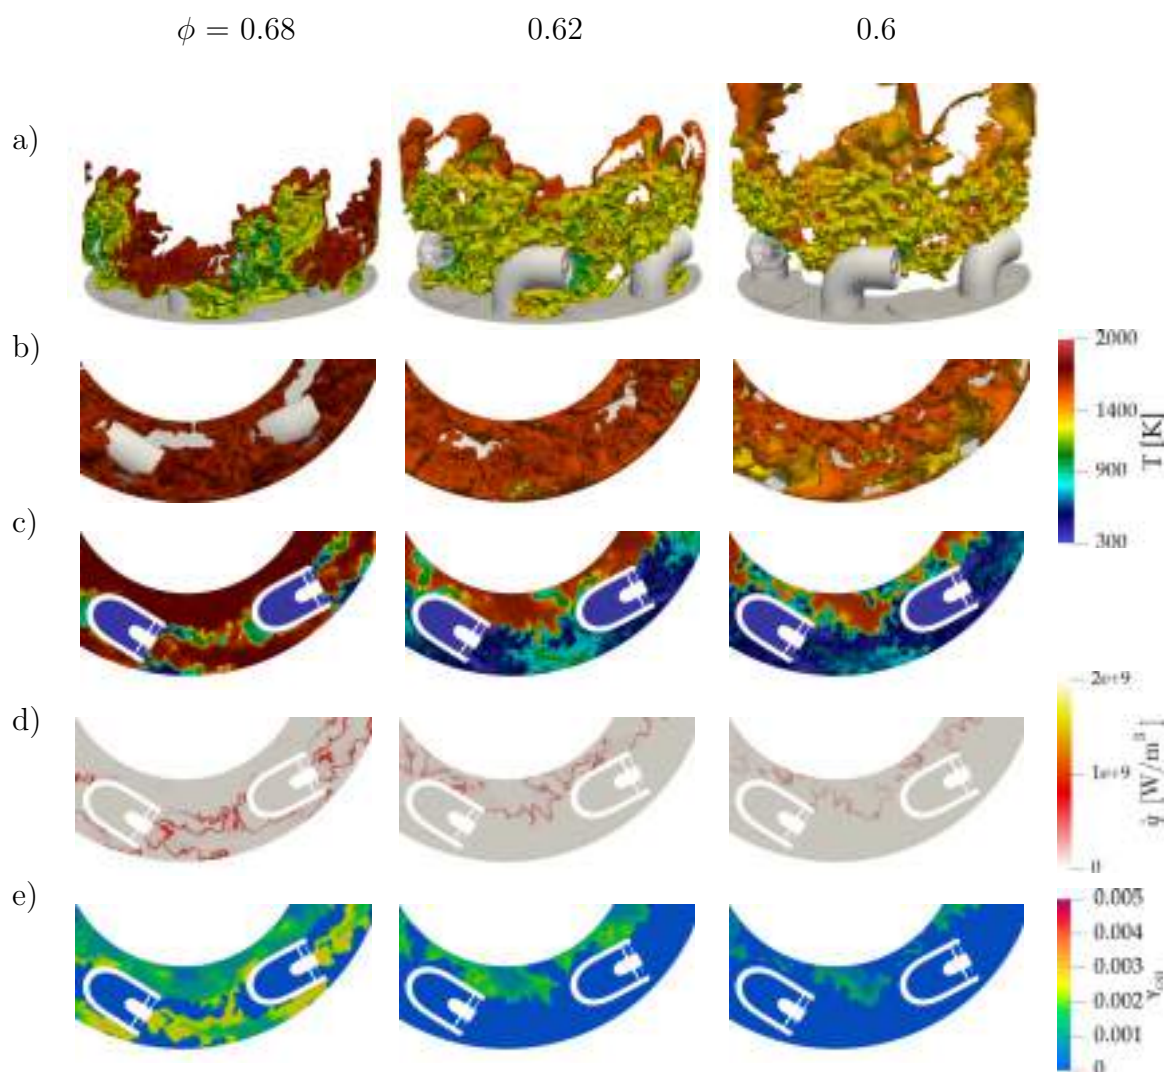 ϕ = 0.68 0.62 0.6
a)
b)
2000
1400
900
300
T [K]
c)
d)
2e+9
1e+9
0
q̇ [W/m³]
e)
0.005
0.004
0.003
0.002
0.001
0
Y_OH